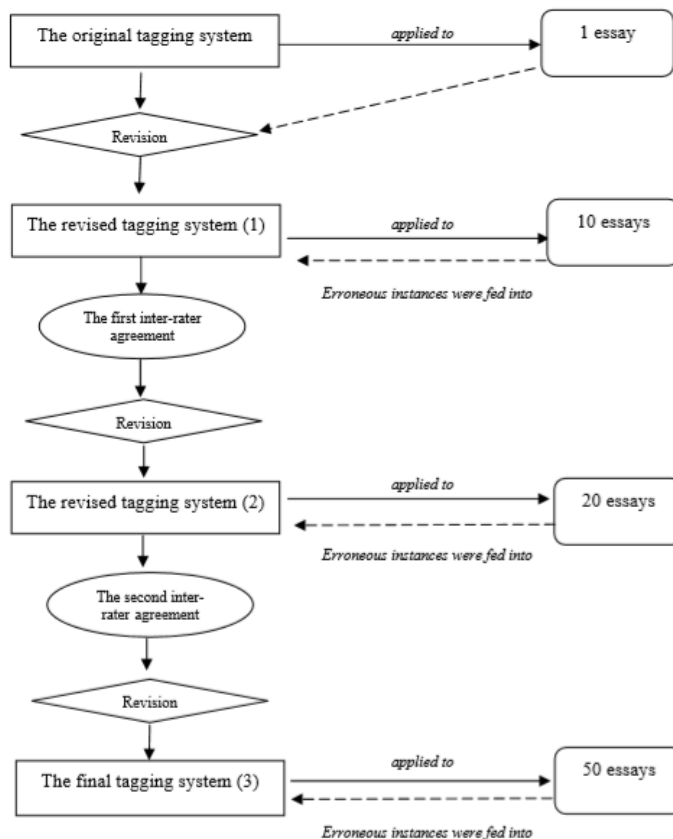 The original tagging system
applied to
1 essay
Revision
The revised tagging system (1)
applied to
10 essays
Erroneous instances were fed into
The first inter-rater
agreement
Revision
The revised tagging system (2)
applied to
20 essays
Erroneous instances were fed into
The second inter-
rater agreement
Revision
The final tagging system (3)
applied to
50 essays
Erroneous instances were fed into